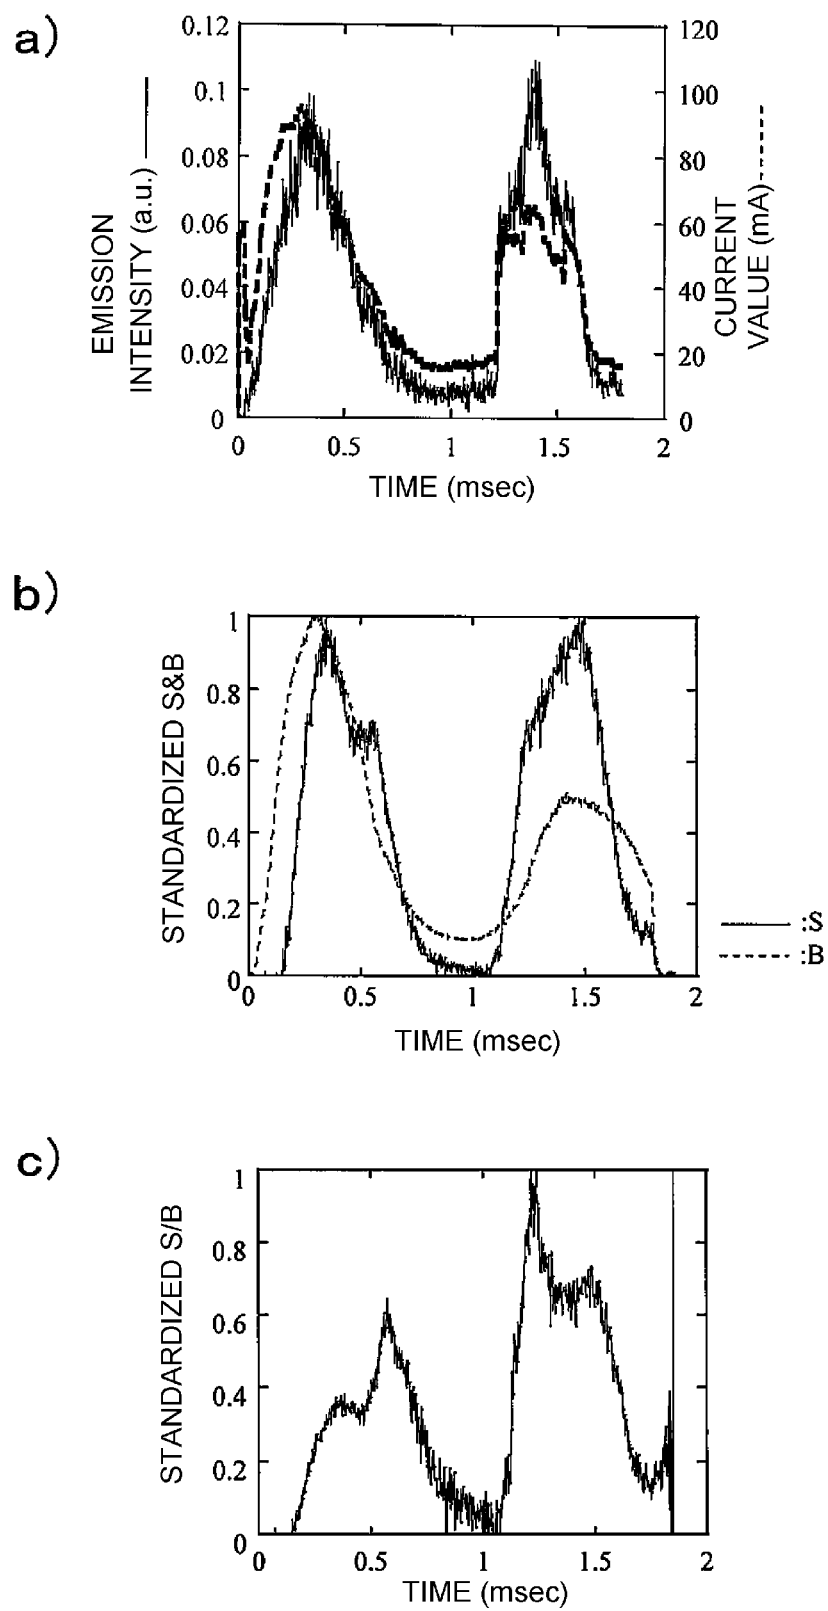 a)
EMISSION
INTENSITY (a.u.)
0.12
0.1
0.08
0.06
0.04
0.02
0
120
100
80
60
40
20
0
CURRENT
VALUE (mA)
0 0.5 1 1.5 2
TIME (msec)
b)
STANDARDIZED S&B
1
0.8
0.6
0.4
0.2
0
0 0.5 1 1.5 2
TIME (msec)
:S
:B
c)
STANDARDIZED S/B
1
0.8
0.6
0.4
0.2
0
0 0.5 1 1.5 2
TIME (msec)